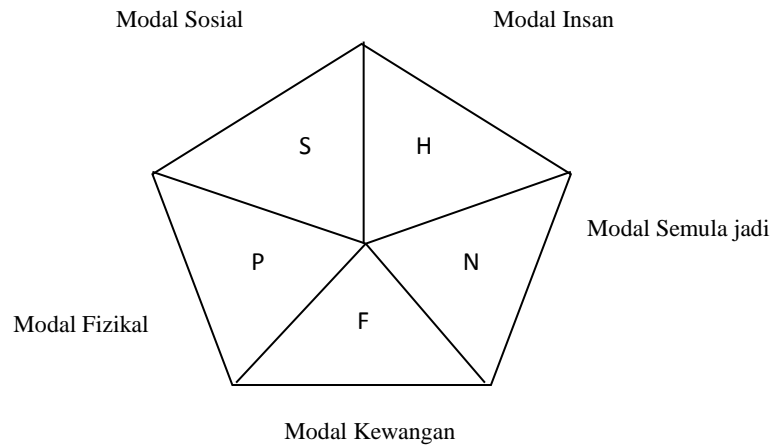 Modal Sosial
Modal Insan
S
H
Modal Semula jadi
P
N
Modal Fizikal
F
Modal Kewangan